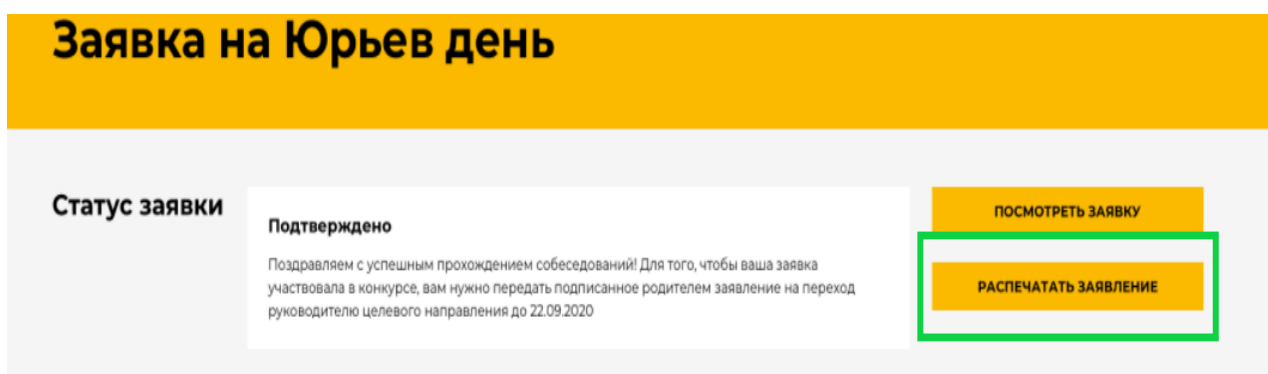 Заявка на Юрьев день
Статус заявки
Подтверждено
Поздравляем с успешным прохождением собеседований! Для того, чтобы ваша заявка
участвовала в конкурсе, вам нужно передать подписанное родителем заявление на переход
руководителю целевого направления до 22.09.2020
ПОСМОТРЕТЬ ЗАЯВКУ
РАСПЕЧАТАТЬ ЗАЯВЛЕНИЕ